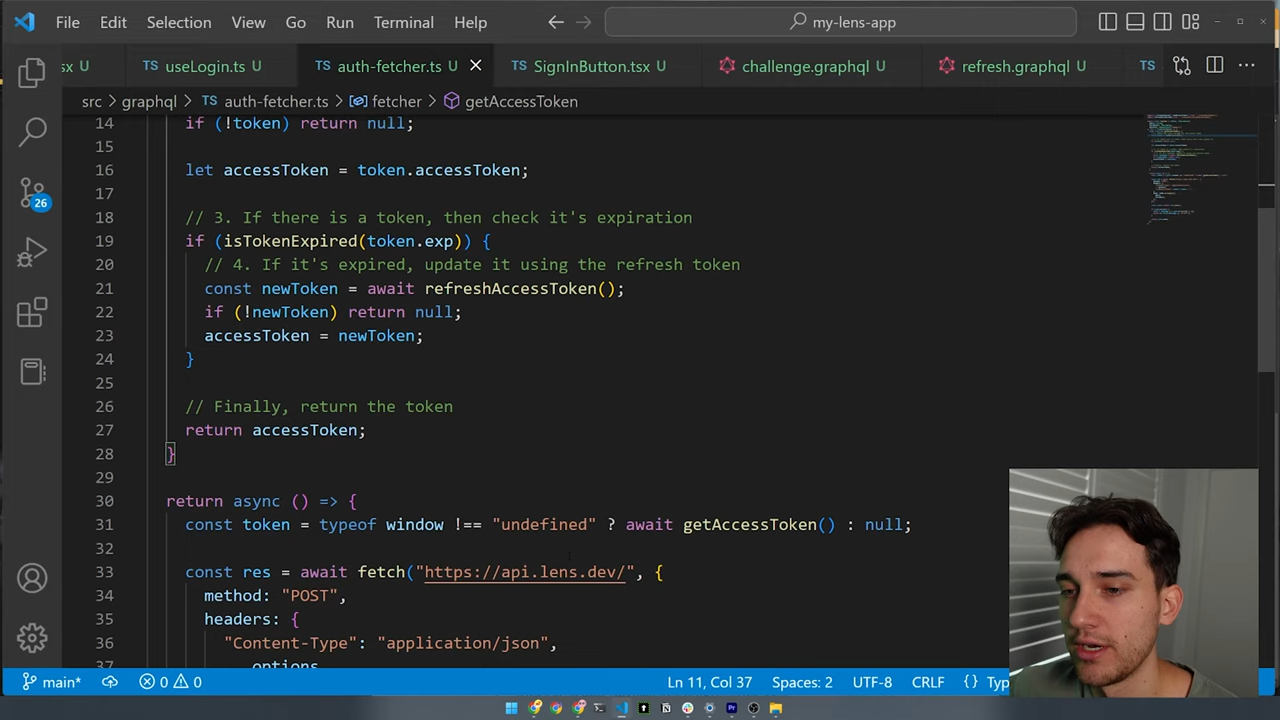 File Edit Selection View Go Run Terminal Help my-lens-app
sx U TS useLogin.ts U TS auth-fetcher.ts U TS SignInButton.tsx U challenge.graphql U refresh.graphql U TS
src > graphql > TS auth-fetcher.ts > fetcher > getAccessToken
14 if (!token) return null;
15
16 let accessToken = token.accessToken;
17
18 // 3. If there is a token, then check it's expiration
19 if (isTokenExpired(token.exp)) {
20 // 4. If it's expired, update it using the refresh token
21 const newToken = await refreshAccessToken();
22 if (!newToken) return null;
23 accessToken = newToken;
24 }
25
26 // Finally, return the token
27 return accessToken;
28 }
29
30 return async () => {
31 const token = typeof window !== "undefined" ? await getAccessToken() : null;
32
33 const res = await fetch("https://api.lens.dev/", {
34 method: "POST",
35 headers: {
36 "Content-Type": "application/json",
37 options
26
main* 0 0 Ln 11, Col 37 Spaces: 2 UTF-8 CRLF {} Typ